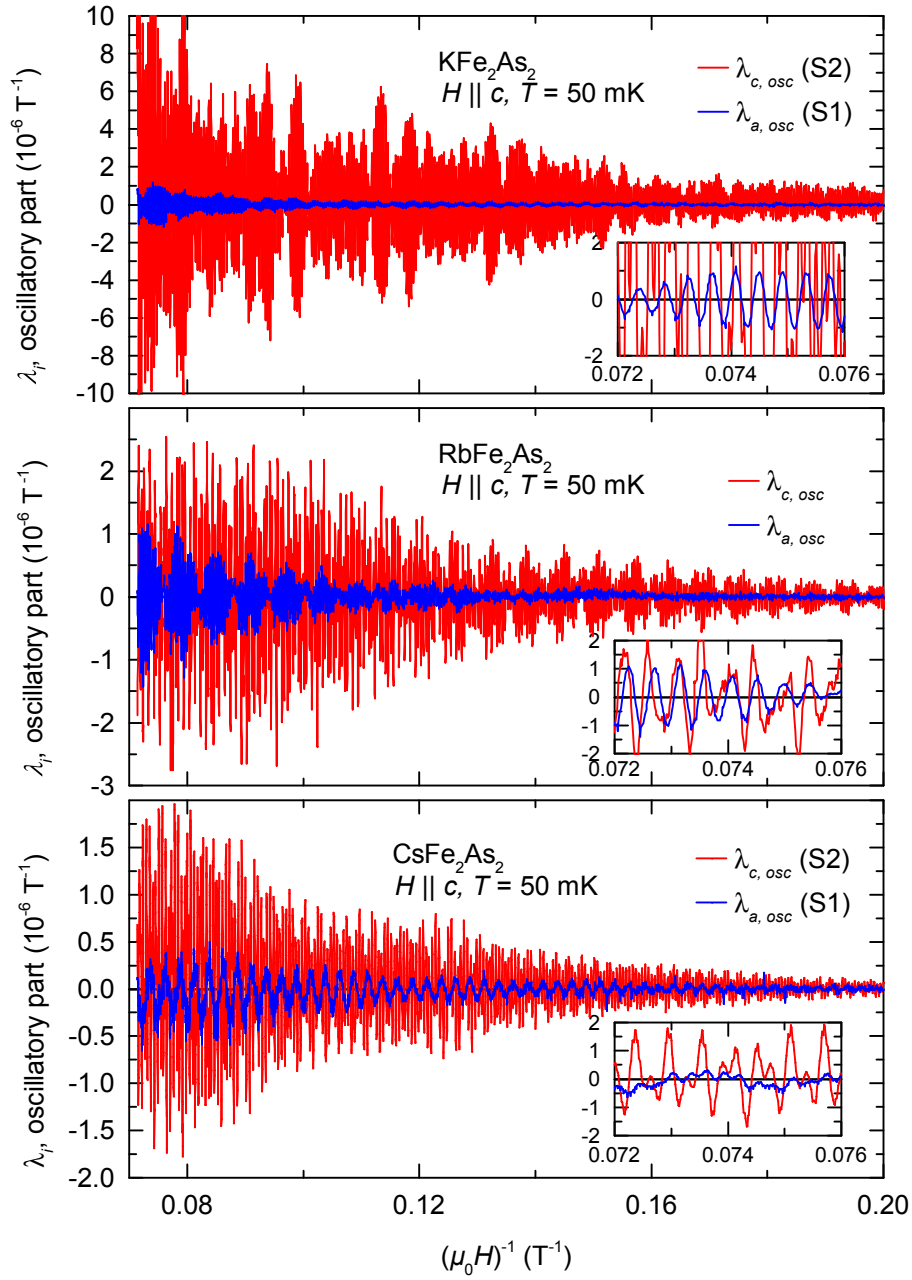 10
8
6
4
2
0
-2
-4
-6
-8
-10
λi, oscillatory part (10-6 T-1)
KFe2As2
H || c, T = 50 mK
λc, osc (S2)
λa, osc (S1)
2
0
-2
0.072 0.074 0.076
2
1
0
-1
-2
-3
λi, oscillatory part (10-6 T-1)
RbFe2As2
H || c, T = 50 mK
λc, osc
λa, osc
2
1
0
-1
-2
0.072 0.074 0.076
1.5
1.0
0.5
0.0
-0.5
-1.0
-1.5
-2.0
λi, oscillatory part (10-6 T-1)
CsFe2As2
H || c, T = 50 mK
λc, osc (S2)
λa, osc (S1)
2
1
0
-1
-2
0.072 0.074 0.076
0.08 0.12 0.16 0.20
(μ0H)-1 (T-1)